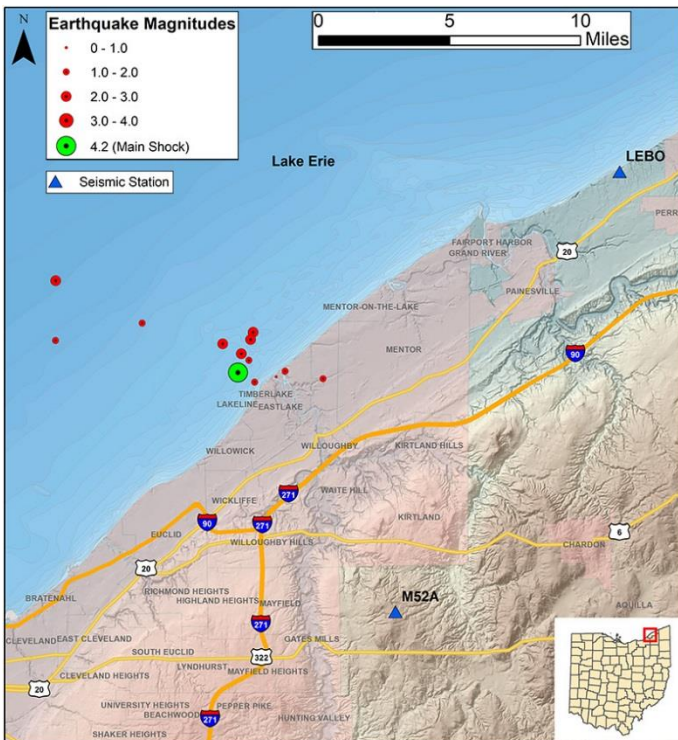 N
Earthquake Magnitudes
0 - 1.0
1.0 - 2.0
2.0 - 3.0
3.0 - 4.0
4.2 (Main Shock)
Seismic Station
0 5 10
Miles
Lake Erie
LEBO
PERR
FAIRPORT HARBOR
GRAND RIVER
20
PAINESVILLE
MENTOR-ON-THE-LAKE
MENTOR
90
TIMBERLAKE
LAKELINE
EASTLAKE
WILLOWICK
WILLOUGHBY
KIRTLAND HILLS
WICKLIFFE
271
WAITE HILL
KIRTLAND
90
271
6
EUCLID
WILLOUGHBY HILLS
CHARDON
20
RICHMOND HEIGHTS
HIGHLAND HEIGHTS
MAYFIELD
BRATENAHL
M52A
AQUILLA
271
CLEVELAND
EAST CLEVELAND
GATES MILLS
SOUTH EUCLID
322
LYNDHURST
CLEVELAND HEIGHTS
MAYFIELD HEIGHTS
20
UNIVERSITY HEIGHTS
PEPPER PIKE
BEACHWOOD
271
HUNTING VALLEY
SHAKER HEIGHTS